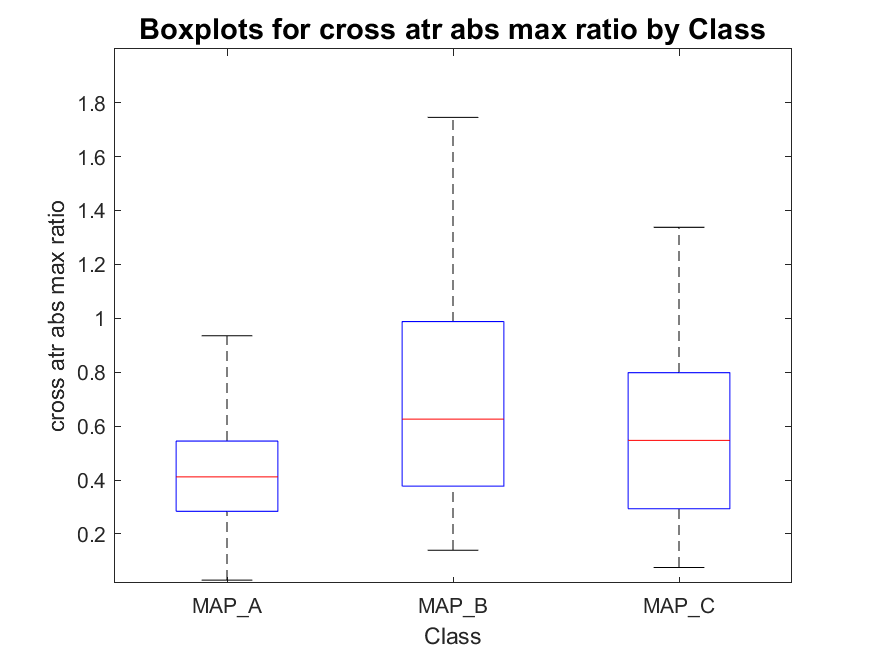 Boxplots for cross atr abs max ratio by Class
1.8
1.6
1.4
1.2
1
0.8
0.6
0.4
0.2
cross atr abs max ratio
MAP_A MAP_B MAP_C
Class